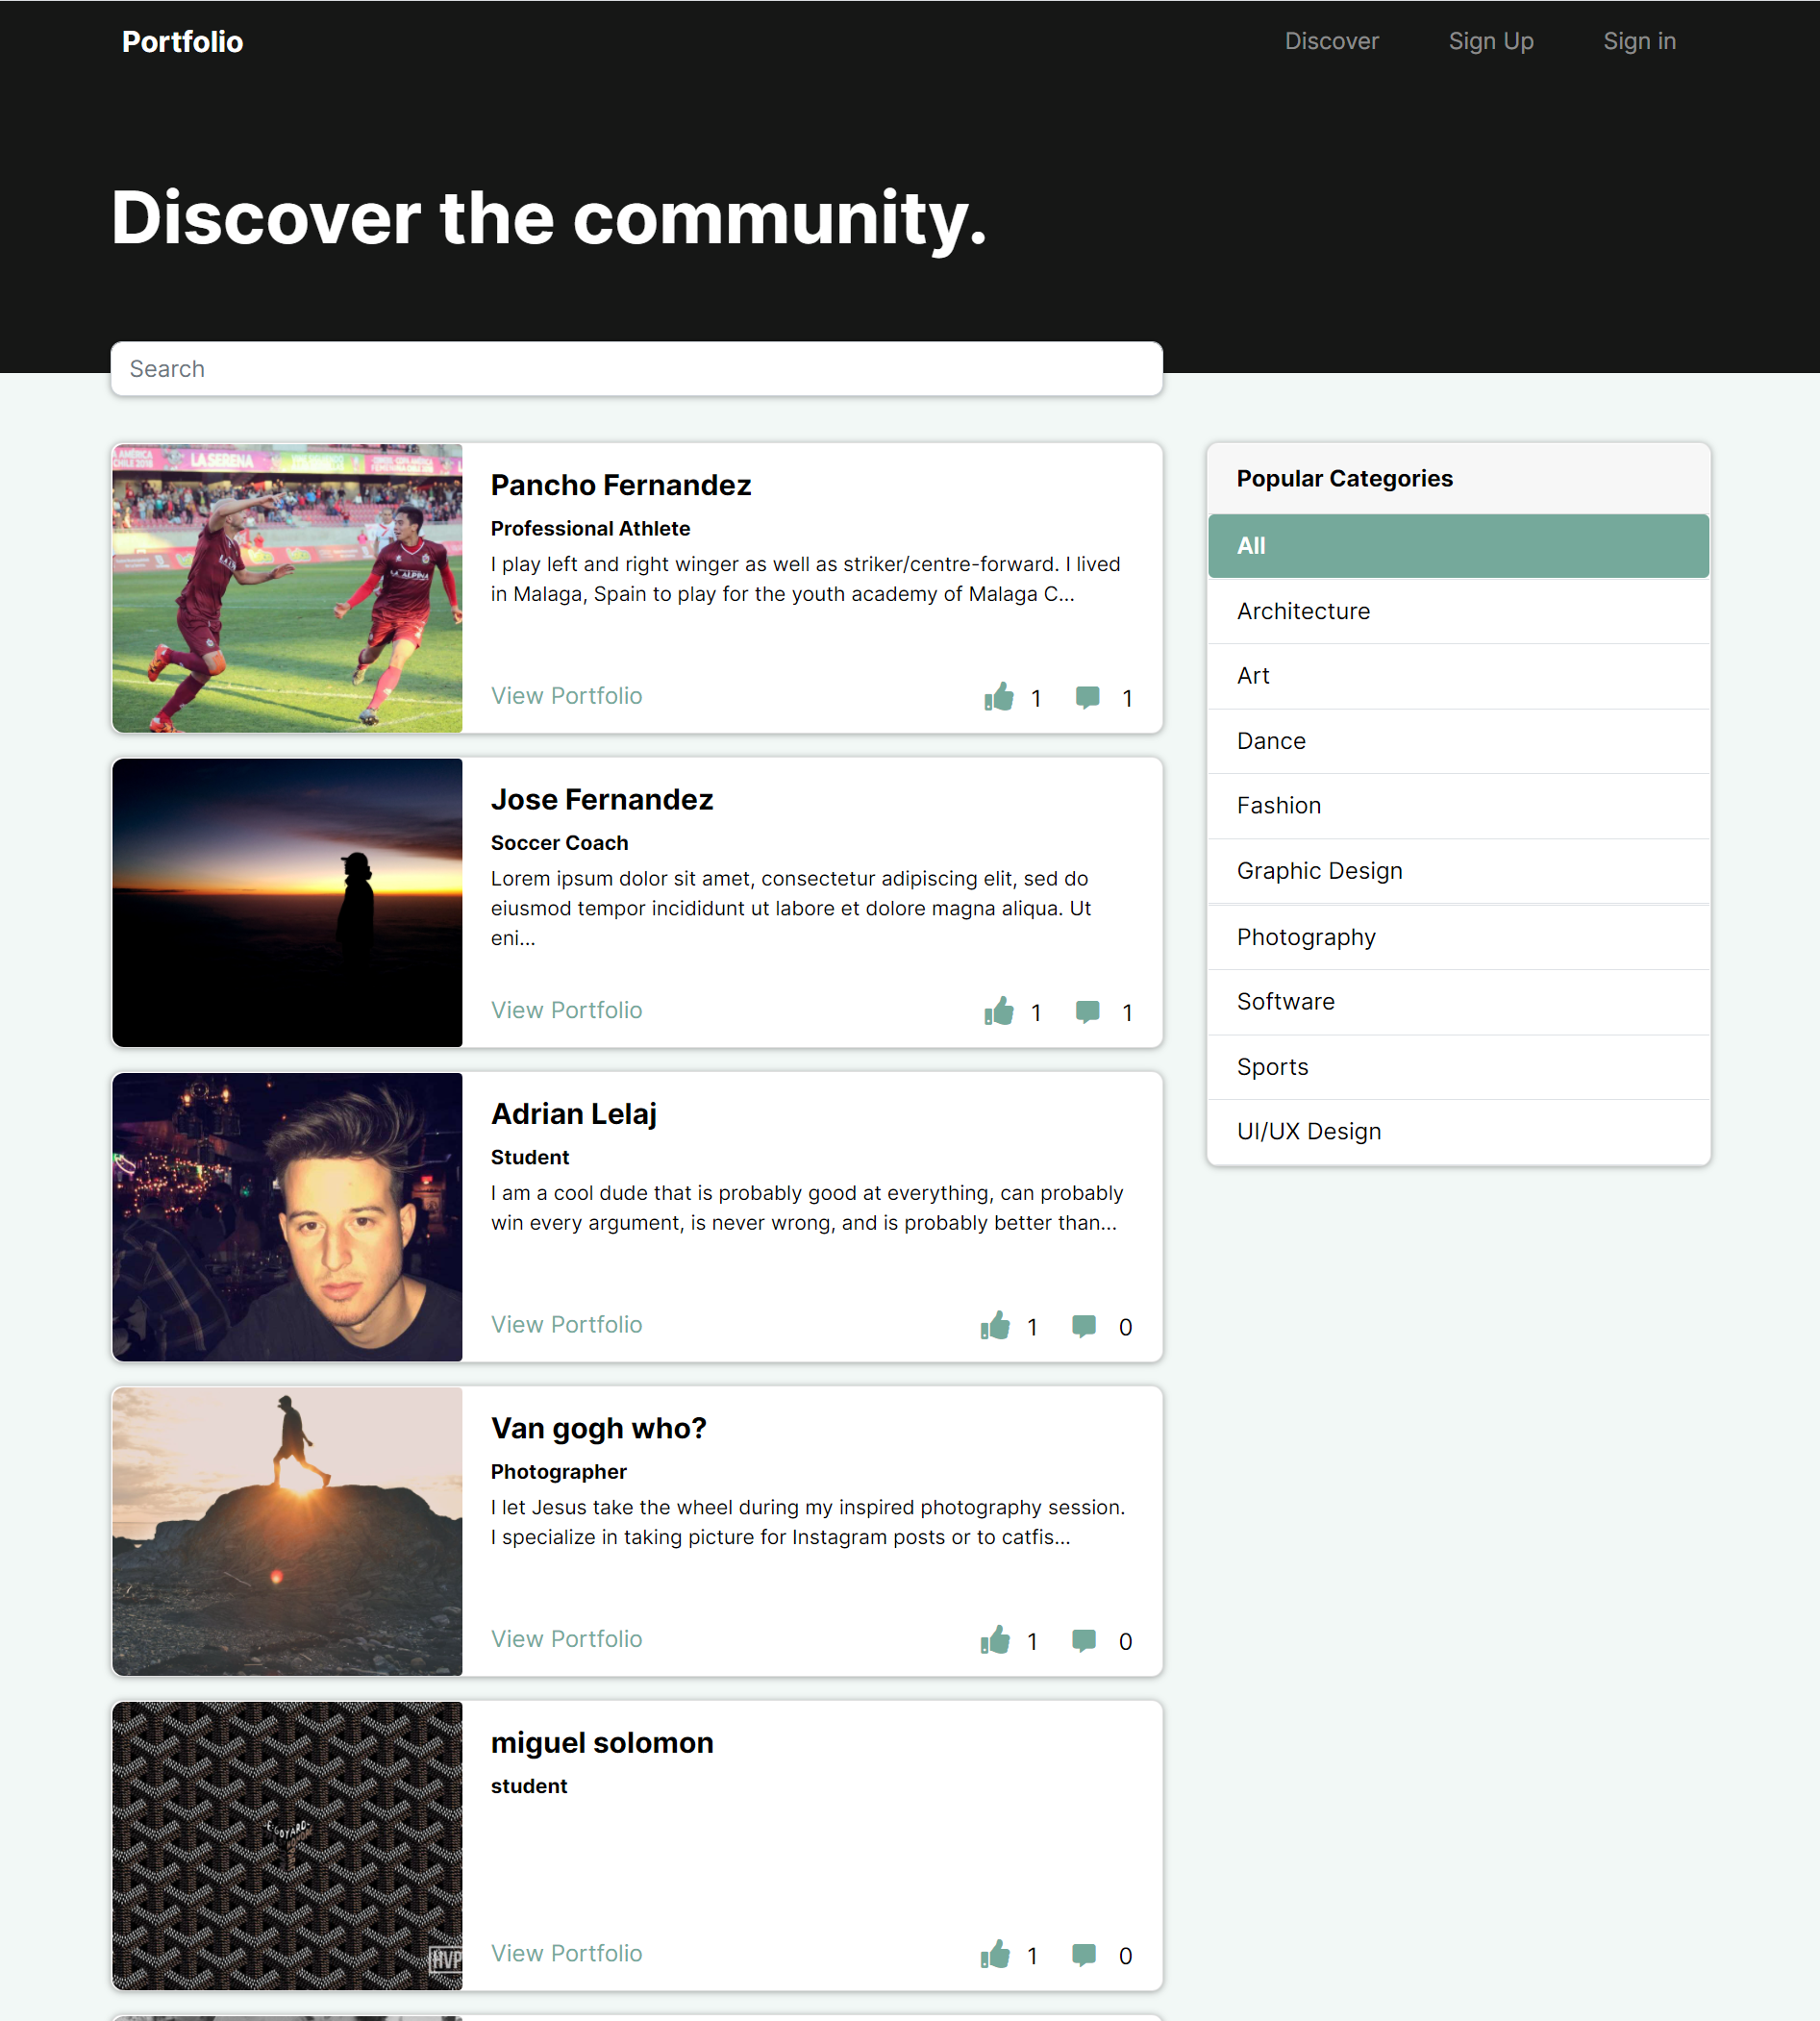 Portfolio
Discover
Sign Up
Sign in
Discover the community.
Search
LA SERENA
Pancho Fernandez
Professional Athlete
I play left and right winger as well as striker/centre-forward. I lived
in Malaga, Spain to play for the youth academy of Malaga C...
View Portfolio
1
1
Jose Fernandez
Soccer Coach
Lorem ipsum dolor sit amet, consectetur adipiscing elit, sed do
eiusmod tempor incididunt ut labore et dolore magna aliqua. Ut
eni...
View Portfolio
1
1
Adrian Lelaj
Student
I am a cool dude that is probably good at everything, can probably
win every argument, is never wrong, and is probably better than...
View Portfolio
1
0
Van gogh who?
Photographer
I let Jesus take the wheel during my inspired photography session.
I specialize in taking picture for Instagram posts or to catfis...
View Portfolio
1
0
HVP
miguel solomon
student
View Portfolio
1
0
Popular Categories
All
Architecture
Art
Dance
Fashion
Graphic Design
Photography
Software
Sports
UI/UX Design